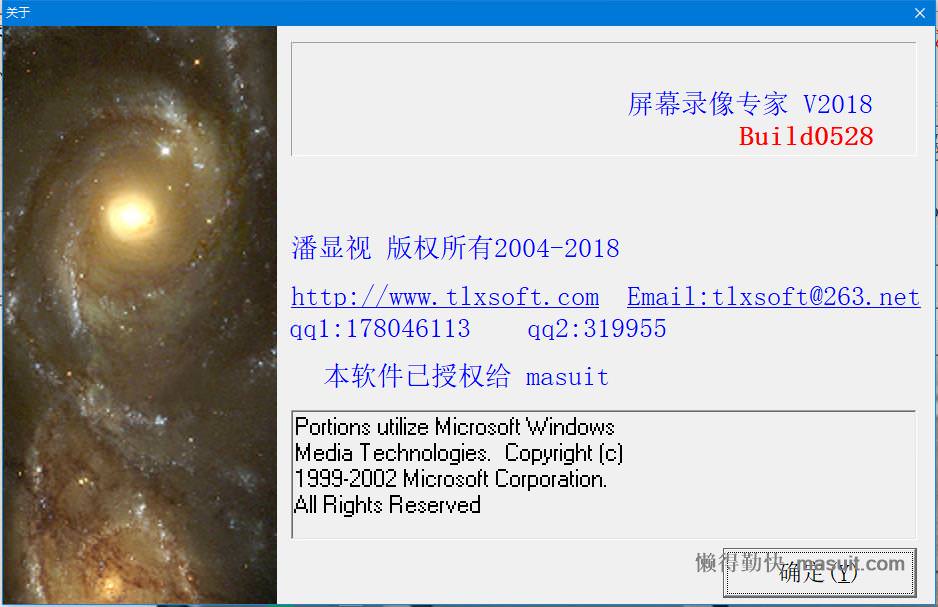 关于
屏幕录像专家 V2018
Build0528
潘显视 版权所有2004-2018
http://www.tlxsoft.com Email:tlxsoft@263.net
qq1:178046113 qq2:319955
本软件已授权给 masuit
Portions utilize Microsoft Windows
Media Technologies. Copyright (c)
1999-2002 Microsoft Corporation.
All Rights Reserved
懒得勤快 masuit.com
确定(Y)